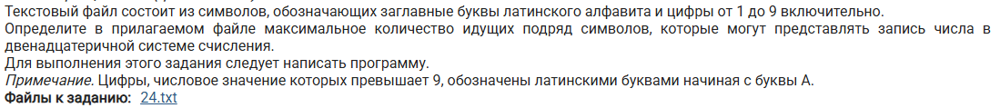 Текстовый файл состоит из символов, обозначающих заглавные буквы латинского алфавита и цифры от 1 до 9 включительно.
Определите в прилагаемом файле максимальное количество идущих подряд символов, которые могут представлять запись числа в
двенадцатеричной системе счисления.
Для выполнения этого задания следует написать программу.
Примечание. Цифры, числовое значение которых превышает 9, обозначены латинскими буквами начиная с буквы A.
Файлы к заданию: 24.txt